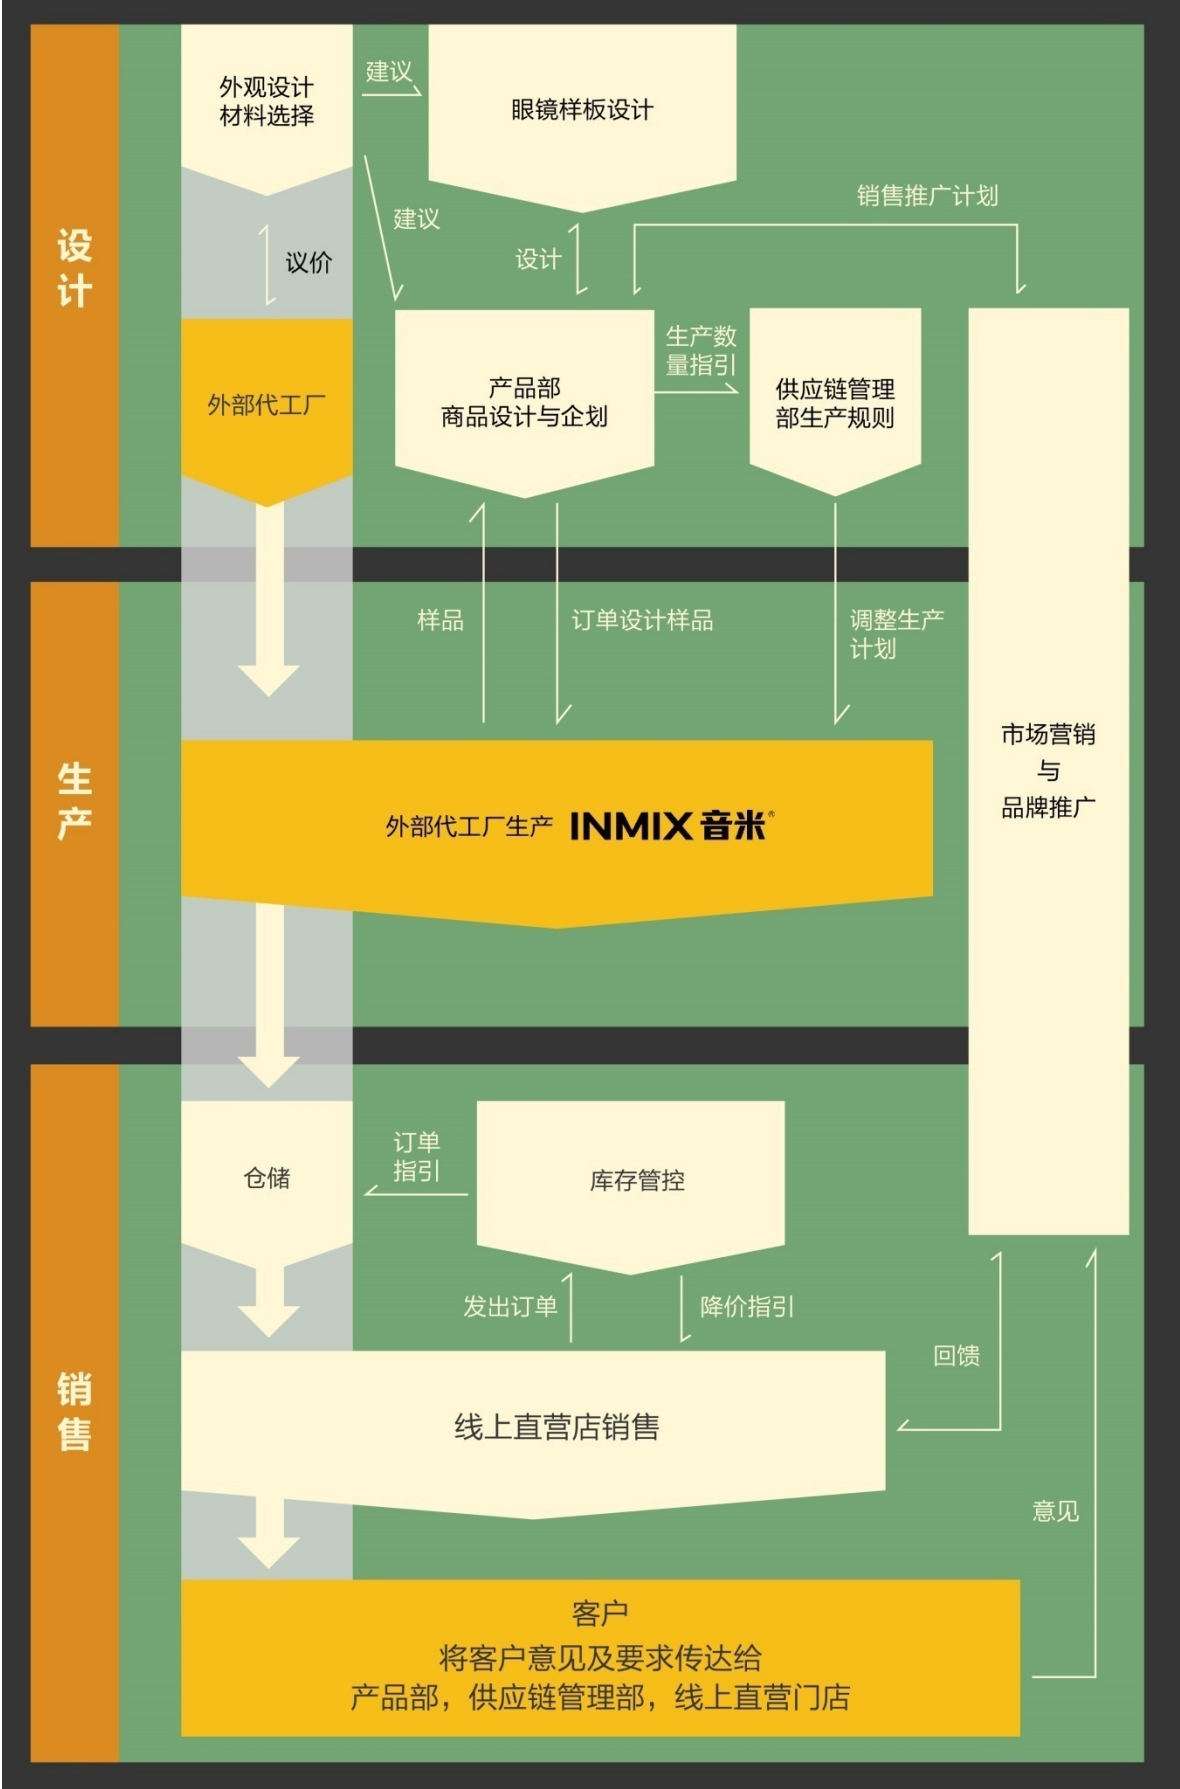 设
计
外观设计
材料选择
建议
眼镜样板设计
销售推广计划
建议
设计
议价
外部代工厂
产品部
商品设计与企划
生产数
量指引
供应链管理
部生产规则
生
产
样品
订单设计样品
调整生产
计划
市场营销
与
品牌推广
外部代工厂生产 INMIX 音米®
销
售
仓储
订单
指引
库存管控
发出订单
降价指引
回馈
线上直营店销售
意见
客户
将客户意见及要求传达给
产品部，供应链管理部，线上直营门店